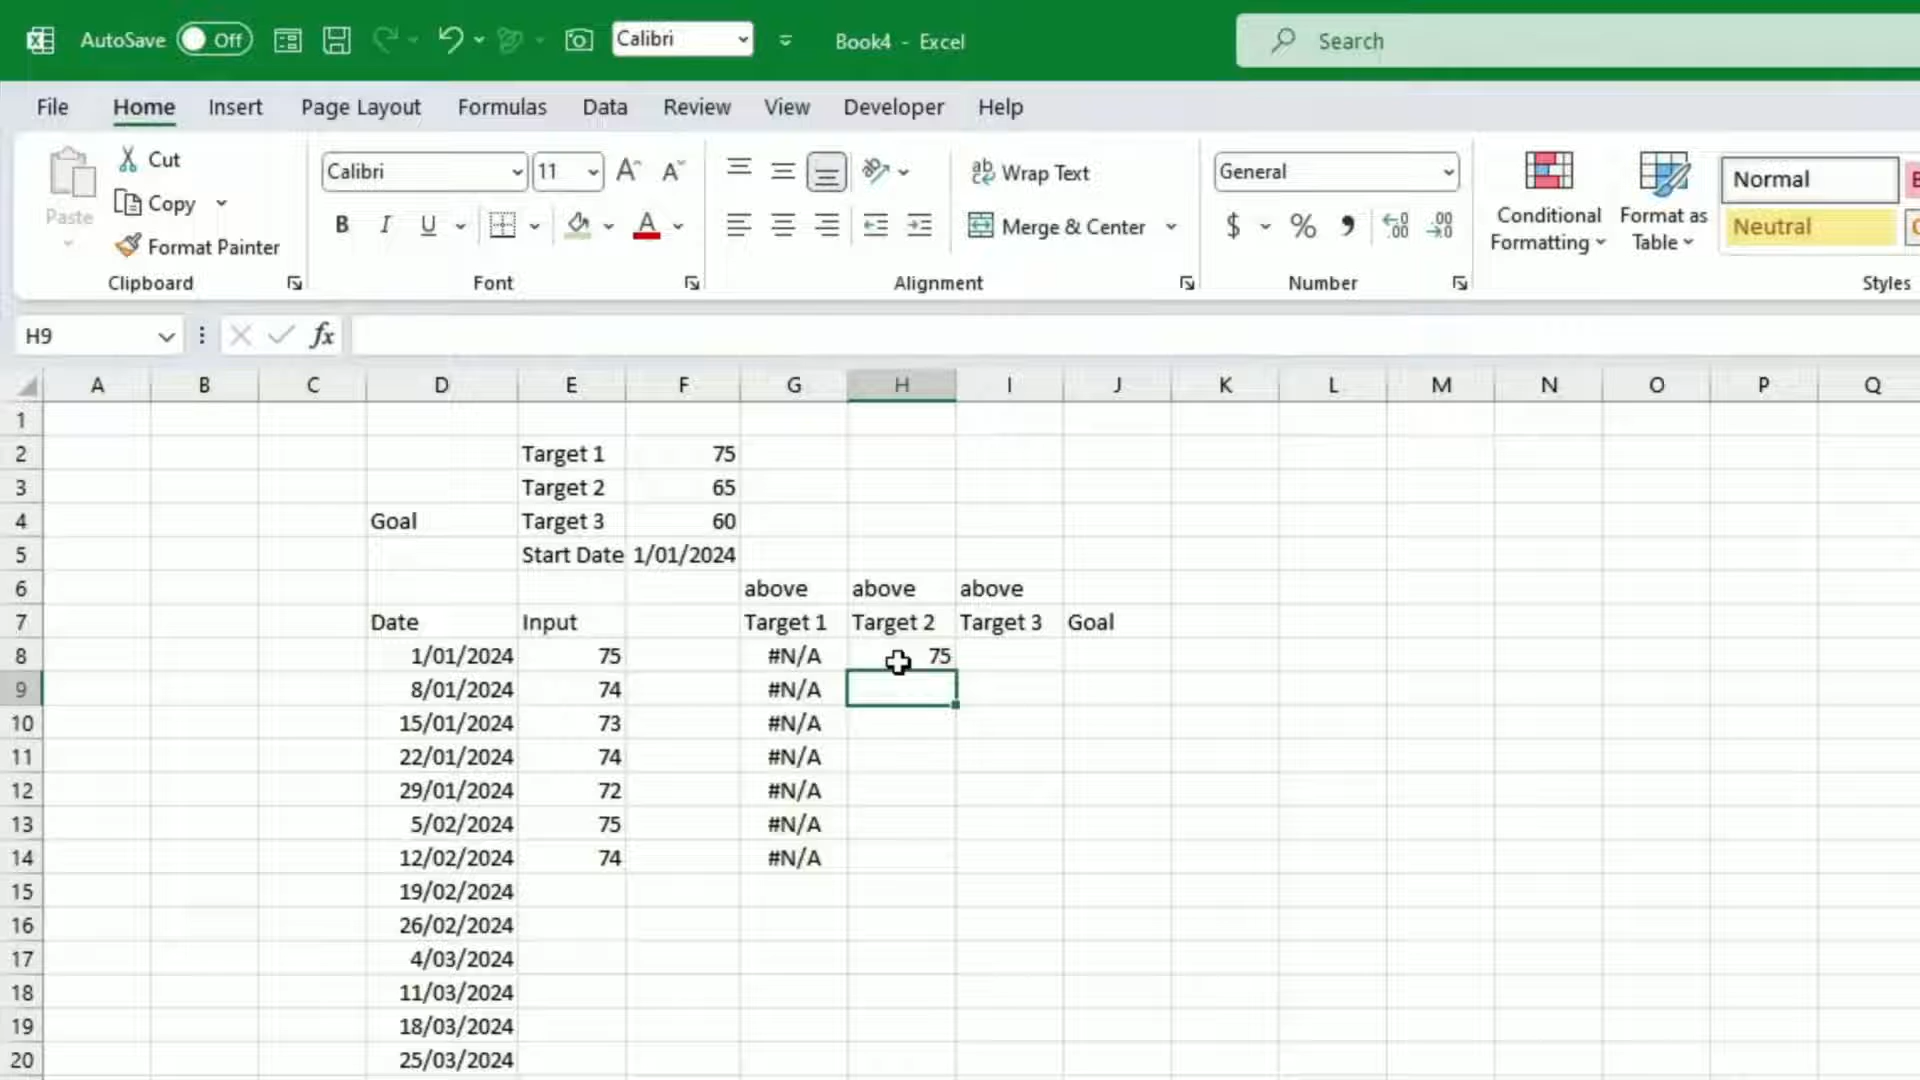 AutoSave Off Calibri Book4 - Excel Search
File Home Insert Page Layout Formulas Data Review View Developer Help
Paste Cut Copy Format Painter
Clipboard
Calibri 11 A A
B I U A
Font
ab Wrap Text
Merge & Center
Alignment
General
$ % 9 .00 .00
Number
Conditional Formatting
Format as Table
Normal
Neutral
Styles
H9 fx
A B C D E F G H I J K L M N O P Q
1
2 Target 1 75
3 Target 2 65
4 Goal Target 3 60
5 Start Date 1/01/2024
6 above above above
7 Date Input Target 1 Target 2 Target 3 Goal
8 1/01/2024 75 #N/A 75
9 8/01/2024 74 #N/A
10 15/01/2024 73 #N/A
11 22/01/2024 74 #N/A
12 29/01/2024 72 #N/A
13 5/02/2024 75 #N/A
14 12/02/2024 74 #N/A
15 19/02/2024
16 26/02/2024
17 4/03/2024
18 11/03/2024
19 18/03/2024
20 25/03/2024